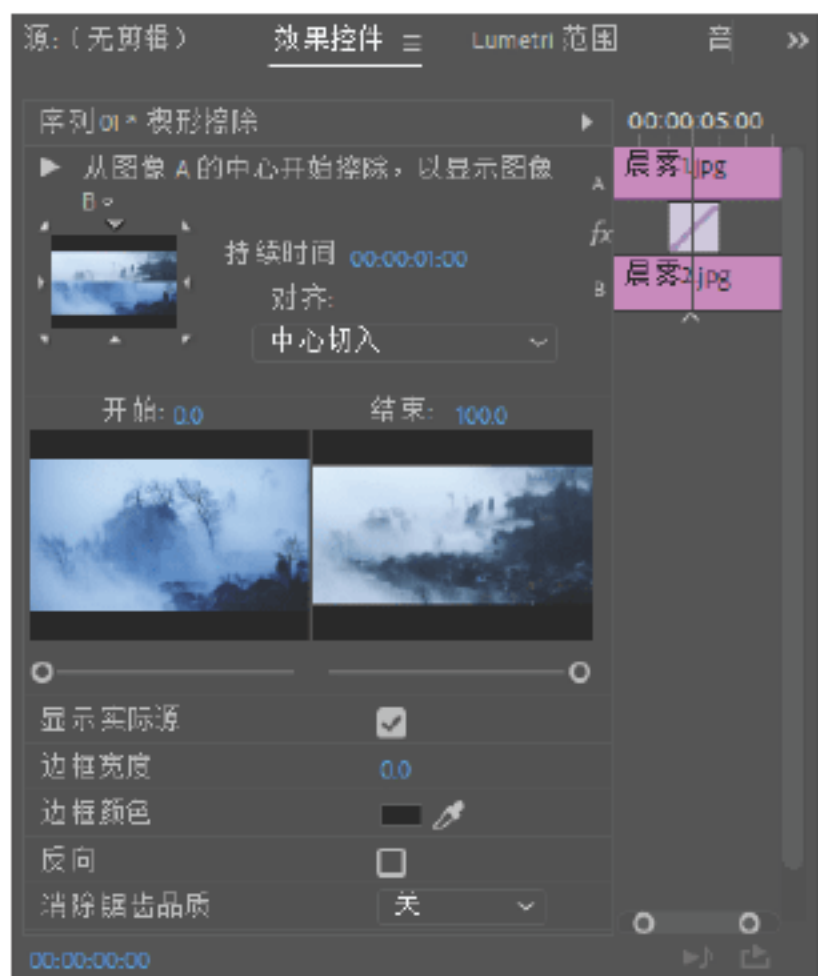 源:（无剪辑） 效果控件 Lumetri 范围 音 »
序列 01 * 楔形擦除 00:00:05:00
从图像 A 的中心开始擦除，以显示图像
B。
A 晨雾1.jpg
fx
B 晨雾2.jpg
持续时间 00:00:01:00
对齐:
中心切入
开始: 0.0 结束: 100.0
显示实际源
边框宽度 0.0
边框颜色
反向
消除锯齿品质 关
00:00:00:00